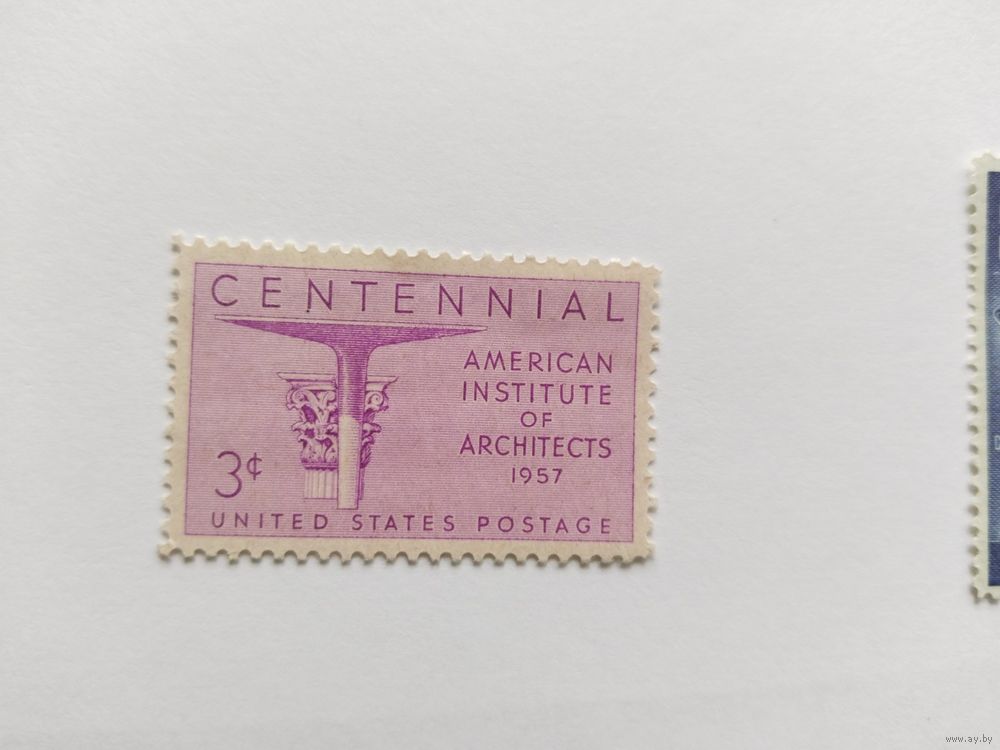 CENTENNIAL
AMERICAN
INSTITUTE
OF
ARCHITECTS
1957
3¢
UNITED STATES POSTAGE
www.ay.by